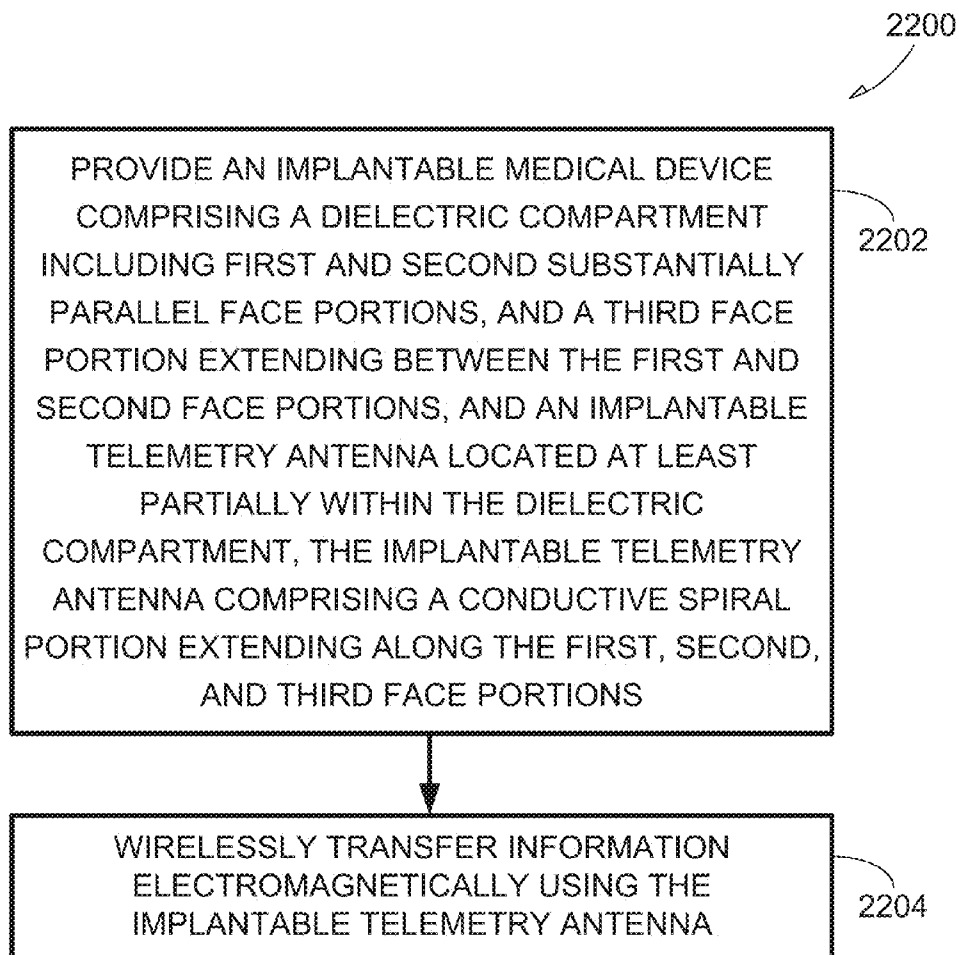 2200
PROVIDE AN IMPLANTABLE MEDICAL DEVICE
COMPRISING A DIELECTRIC COMPARTMENT
INCLUDING FIRST AND SECOND SUBSTANTIALLY
PARALLEL FACE PORTIONS, AND A THIRD FACE
PORTION EXTENDING BETWEEN THE FIRST AND
SECOND FACE PORTIONS, AND AN IMPLANTABLE
TELEMETRY ANTENNA LOCATED AT LEAST
PARTIALLY WITHIN THE DIELECTRIC
COMPARTMENT, THE IMPLANTABLE TELEMETRY
ANTENNA COMPRISING A CONDUCTIVE SPIRAL
PORTION EXTENDING ALONG THE FIRST, SECOND,
AND THIRD FACE PORTIONS
2202
WIRELESSLY TRANSFER INFORMATION
ELECTROMAGNETICALLY USING THE
IMPLANTABLE TELEMETRY ANTENNA
2204